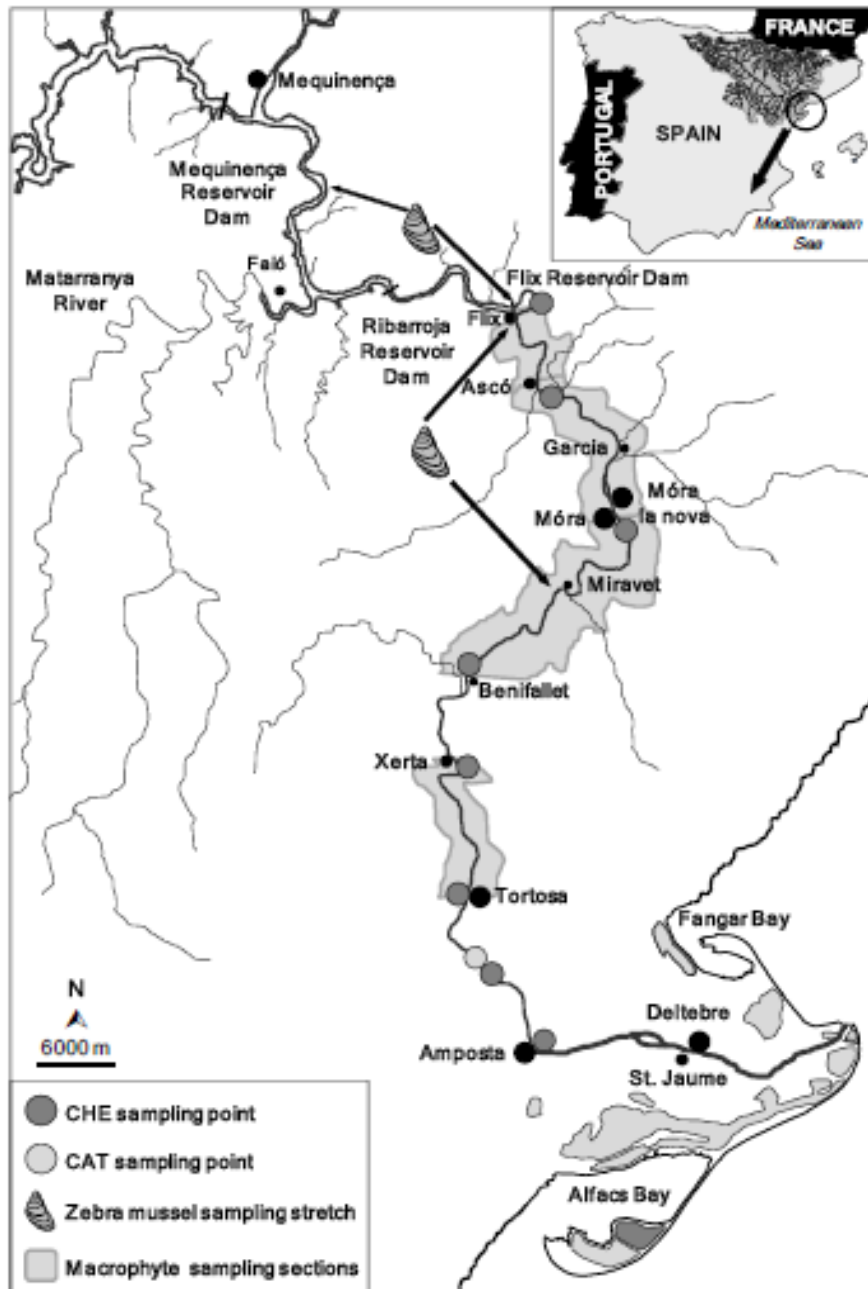 FRANCE
PORTUGAL
SPAIN
Mediterranean
Sea
Mequinença
Mequinença
Reservoir
Dam
Faió
Matarranya
River
Flix Reservoir Dam
Flix
Ribarroja
Reservoir
Dam
Ascó
Garcia
Móra
la nova
Móra
Miravet
Benifallet
Xerta
Tortosa
Fangar Bay
N
6000 m
Deltebre
Amposta
St. Jaume
Alfacs Bay
CHE sampling point
CAT sampling point
Zebra mussel sampling stretch
Macrophyte sampling sections